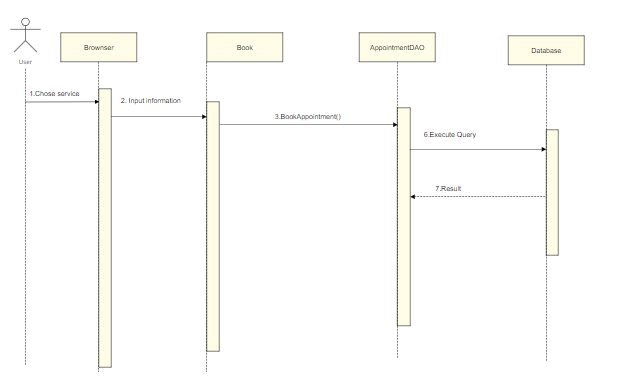 User
Brownser
Book
AppointmentDAO
Database
1.Chose service
2. Input information
3.BookAppointment()
6.Execute Query
7.Result